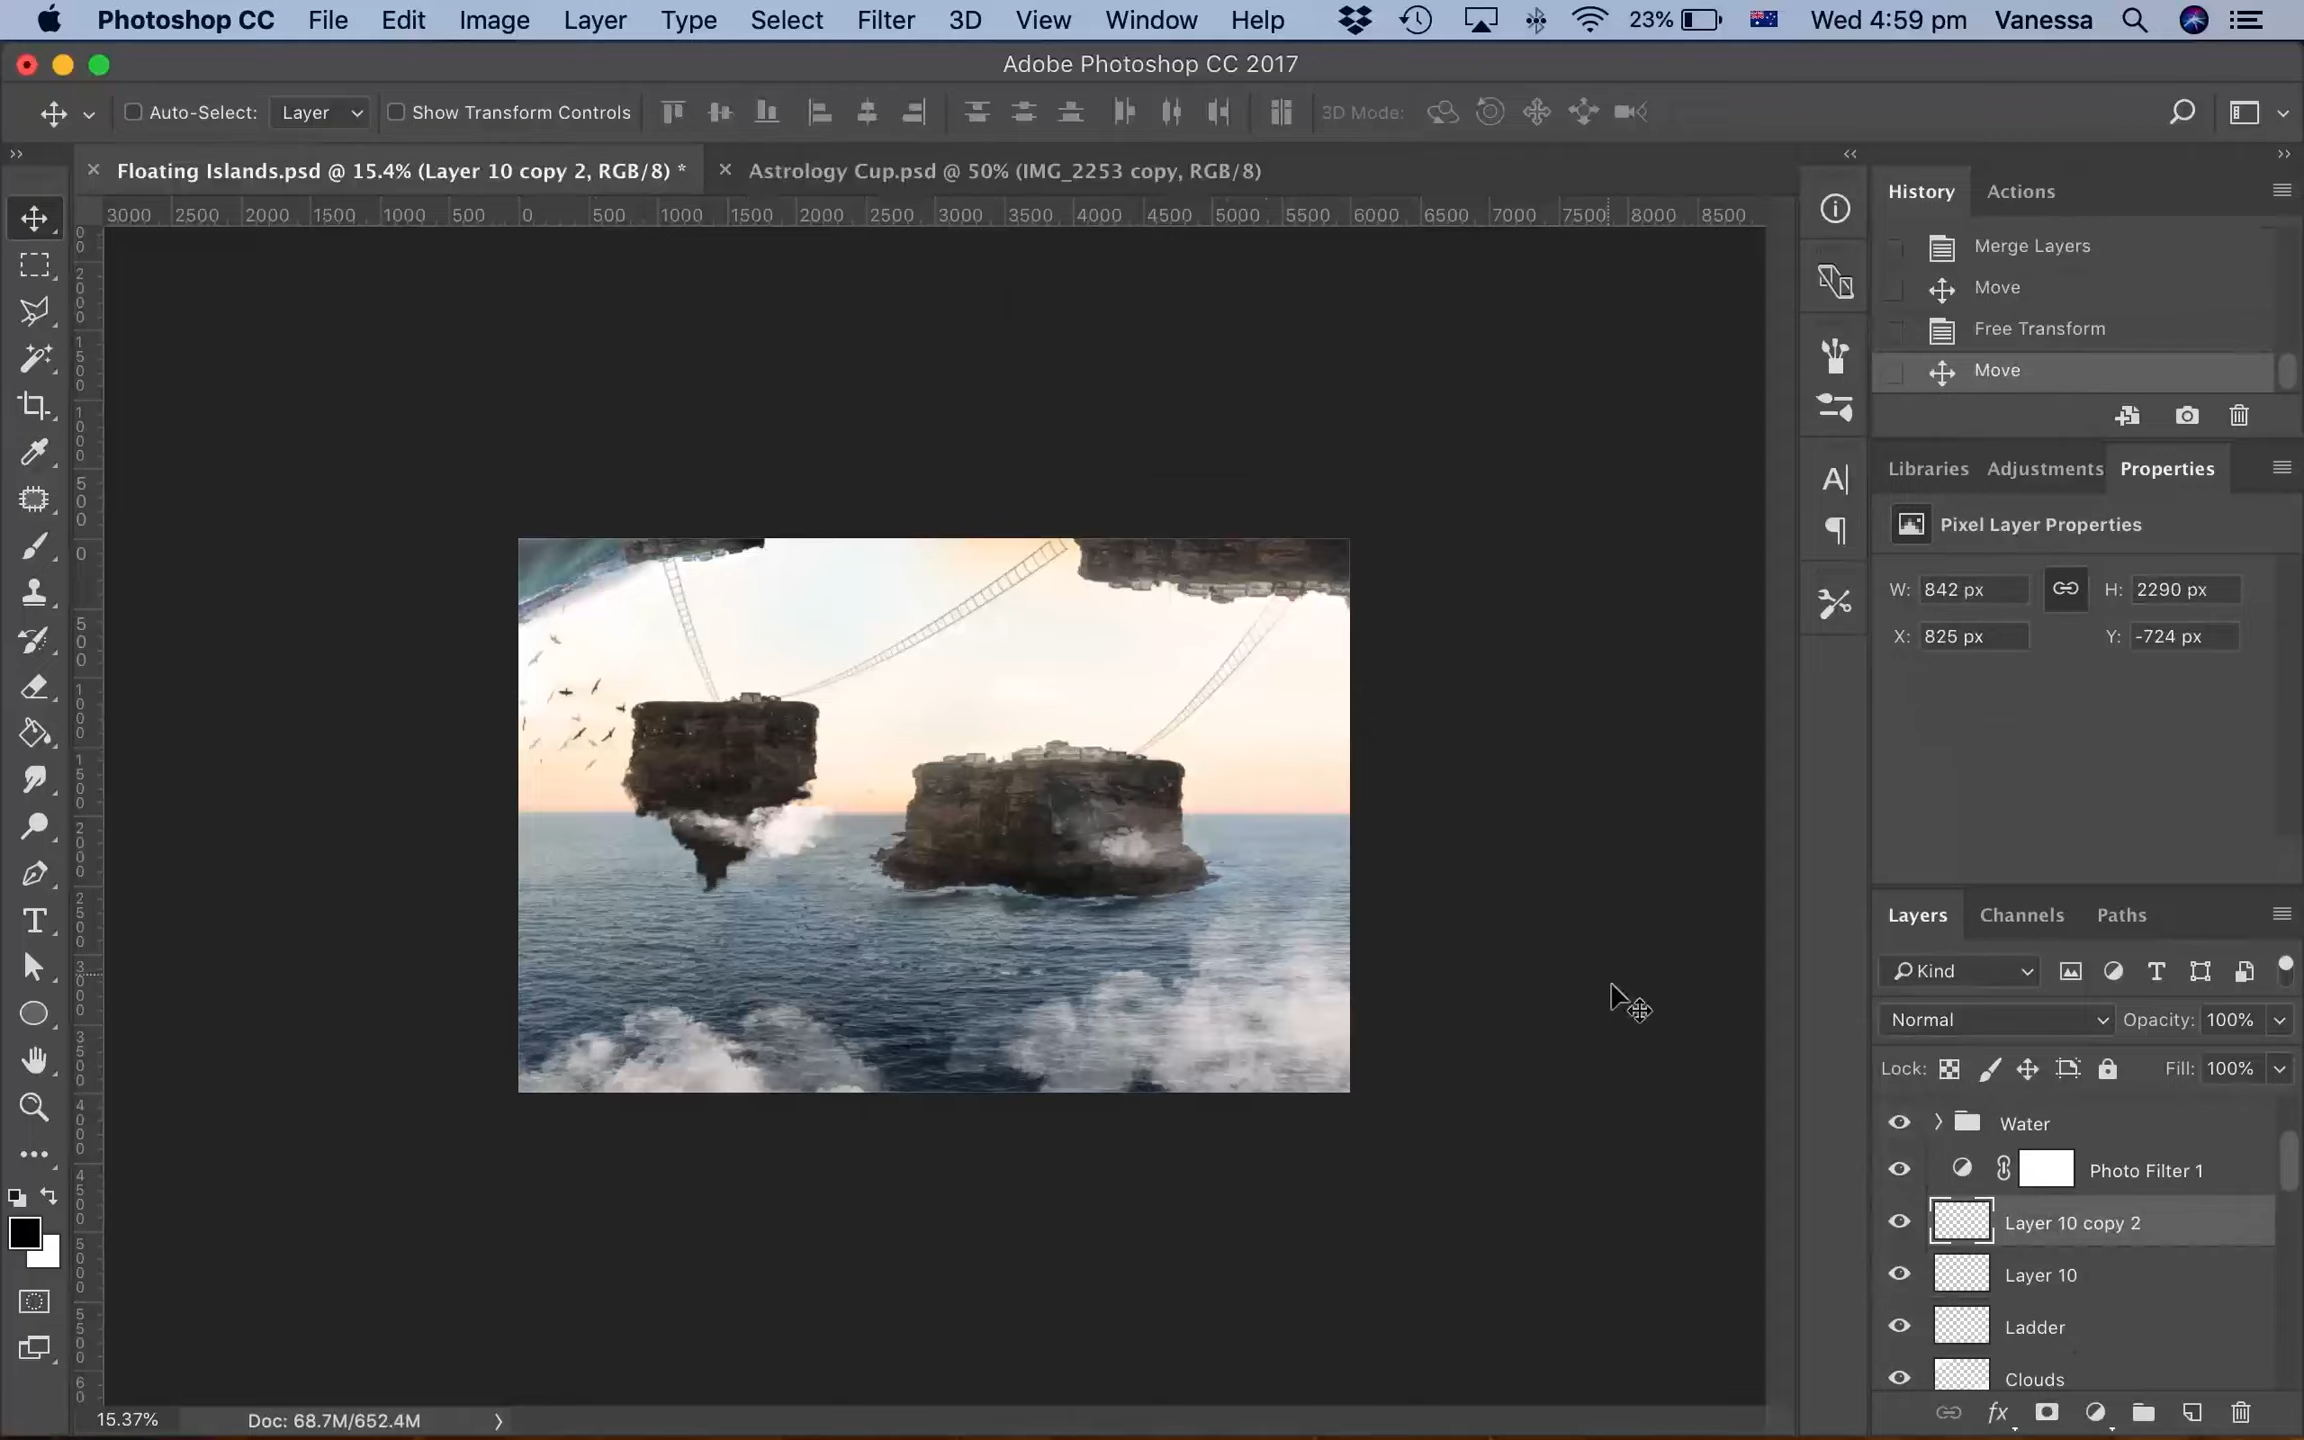 Photoshop CC File Edit Image Layer Type Select Filter 3D View Window Help 23% Wed 4:59 pm Vanessa
Adobe Photoshop CC 2017
Auto-Select: Layer Show Transform Controls 3D Mode:
Floating Islands.psd @ 15.4% (Layer 10 copy 2, RGB/8) * Astrology Cup.psd @ 50% (IMG_2253 copy, RGB/8)
3000 2500 2000 1500 1000 500 0 500 1000 1500 2000 2500 3000 3500 4000 4500 5000 5500 6000 6500 7000 7500 8000 8500
History Actions
Merge Layers
Move
Free Transform
Move
Libraries Adjustments Properties
Pixel Layer Properties
W: 842 px H: 2290 px
X: 825 px Y: -724 px
Layers Channels Paths
Kind
Normal Opacity: 100%
Lock: Fill: 100%
Water
Photo Filter 1
Layer 10 copy 2
Layer 10
Ladder
Clouds
15.37% Doc: 68.7M/652.4M